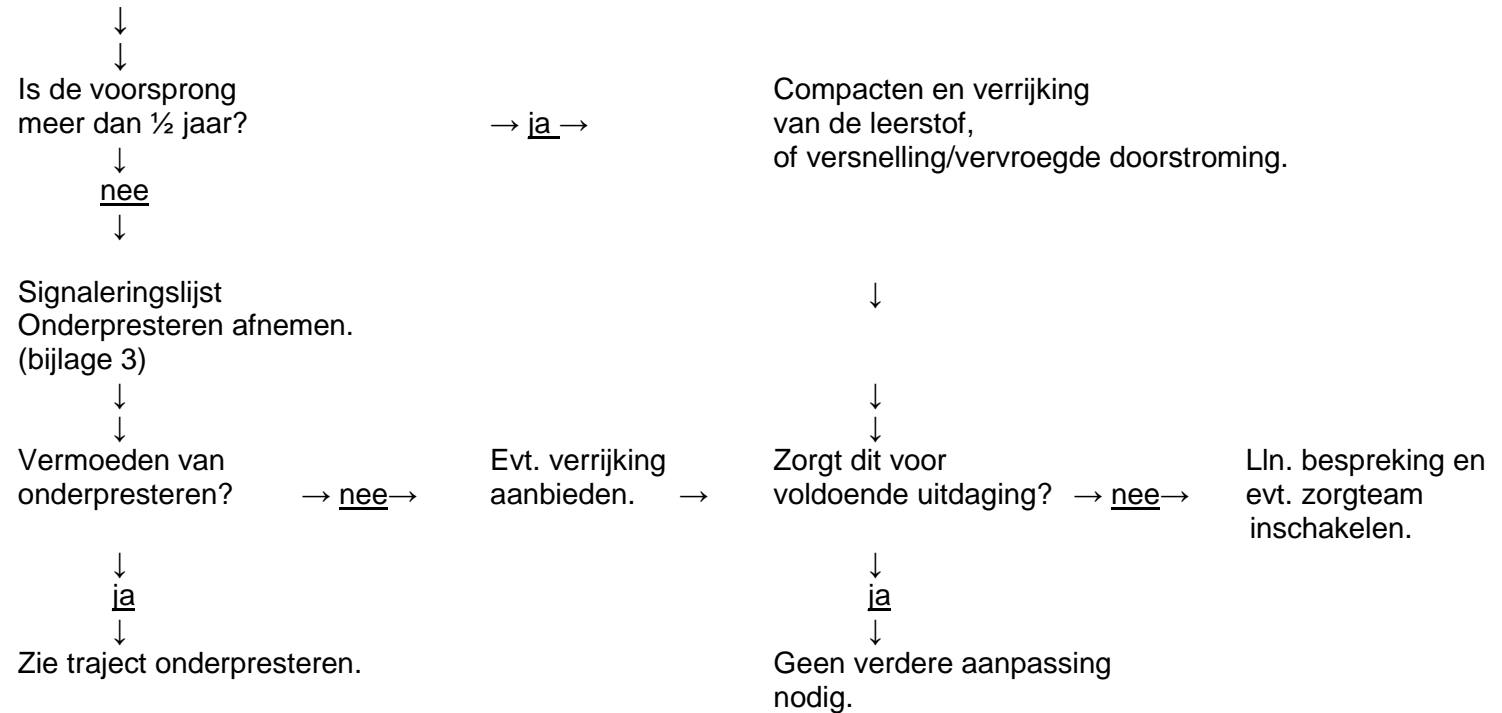 ↓
↓
Is de voorsprong Compacten en verrijking
meer dan ½ jaar? → ja → van de leerstof,
↓ of versnelling/vervroegde doorstroming.
nee
↓
Signaleringslijst ↓
Onderpresteren afnemen.
(bijlage 3)
↓ ↓
↓ ↓
Vermoeden van Evt. verrijking Zorgt dit voor Lln. bespreking en
onderpresteren? → nee→ aanbieden. → voldoende uitdaging? → nee→ evt. zorgteam
inschakelen.
↓ ↓
ja ja
↓ ↓
Zie traject onderpresteren. Geen verdere aanpassing
nodig.